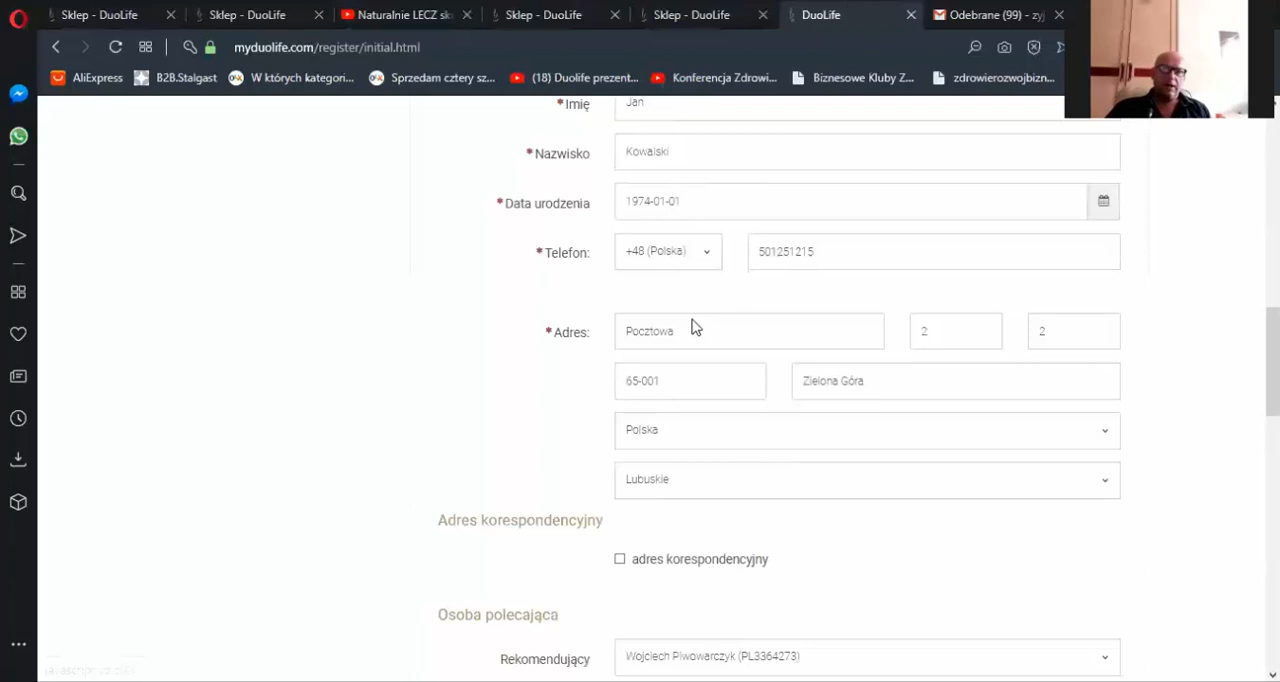 Sklep - DuoLife
Sklep - DuoLife
Naturalnie LECZ sk
Sklep - DuoLife
Sklep - DuoLife
DuoLife
Odebrane (99) - zyj
myduolife.com/register/initial.html
AliExpress
B2B.Stalgast
W których kategori...
Sprzedam cztery sz...
(18) Duolife prezent...
Konferencja Zdrowi...
Biznesowe Kluby Z...
zdrowierozwojbizn...
*Imię
Jan
*Nazwisko
Kowalski
*Data urodzenia
1974-01-01
*Telefon:
+48 (Polska)
501251215
*Adres:
Pocztowa
2
2
65-001
Zielona Góra
Polska
Lubuskie
Adres korespondencyjny
adres korespondencyjny
Osoba polecająca
Rekomendujący
Wojciech Piwowarczyk (PL3364273)